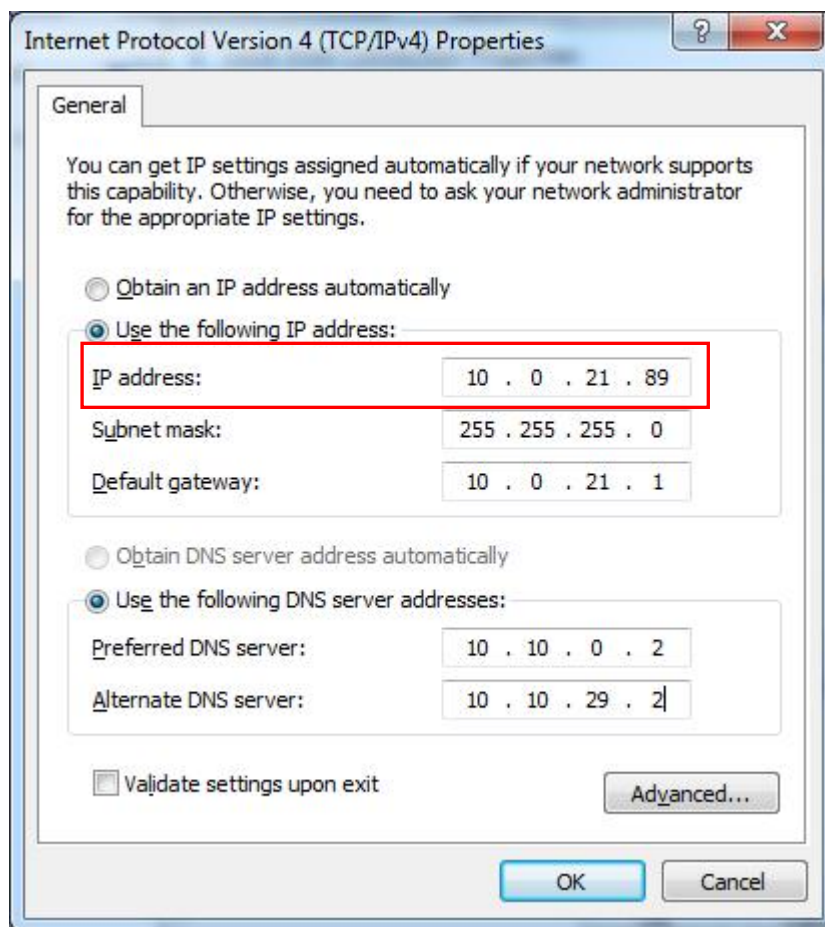 Internet Protocol Version 4 (TCP/IPv4) Properties
General
You can get IP settings assigned automatically if your network supports
this capability. Otherwise, you need to ask your network administrator
for the appropriate IP settings.
Obtain an IP address automatically
Use the following IP address:
IP address: 10 . 0 . 21 . 89
Subnet mask: 255 . 255 . 255 . 0
Default gateway: 10 . 0 . 21 . 1
Obtain DNS server address automatically
Use the following DNS server addresses:
Preferred DNS server: 10 . 10 . 0 . 2
Alternate DNS server: 10 . 10 . 29 . 2
Validate settings upon exit
Advanced...
OK Cancel